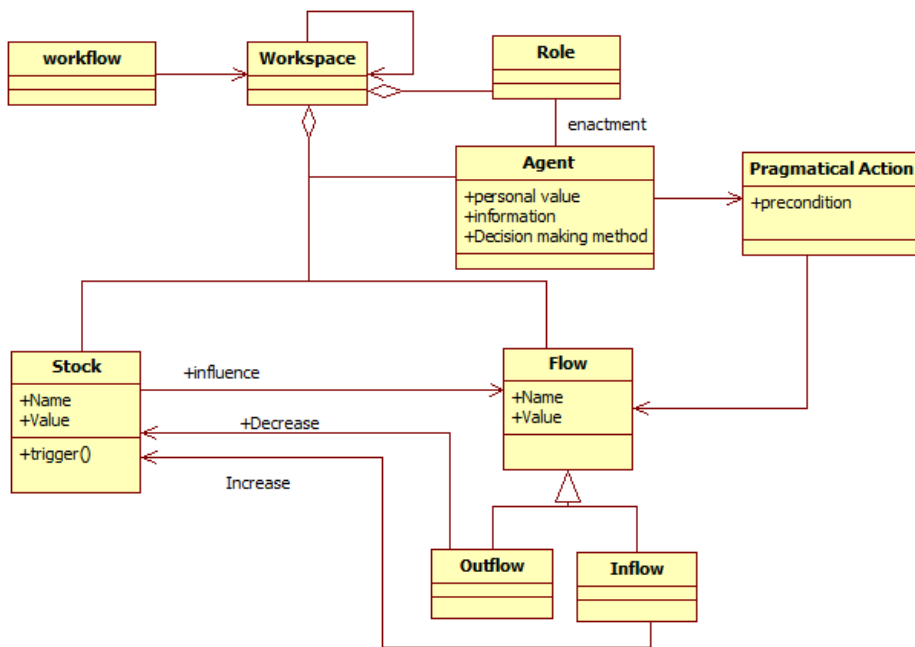 workflow
Workspace
Role
enactment
Agent
+personal value
+information
+Decision making method
Pragmatical Action
+precondition
Stock
+Name
+Value
+trigger()
+influence
+Decrease
Increase
Flow
+Name
+Value
Outflow
Inflow